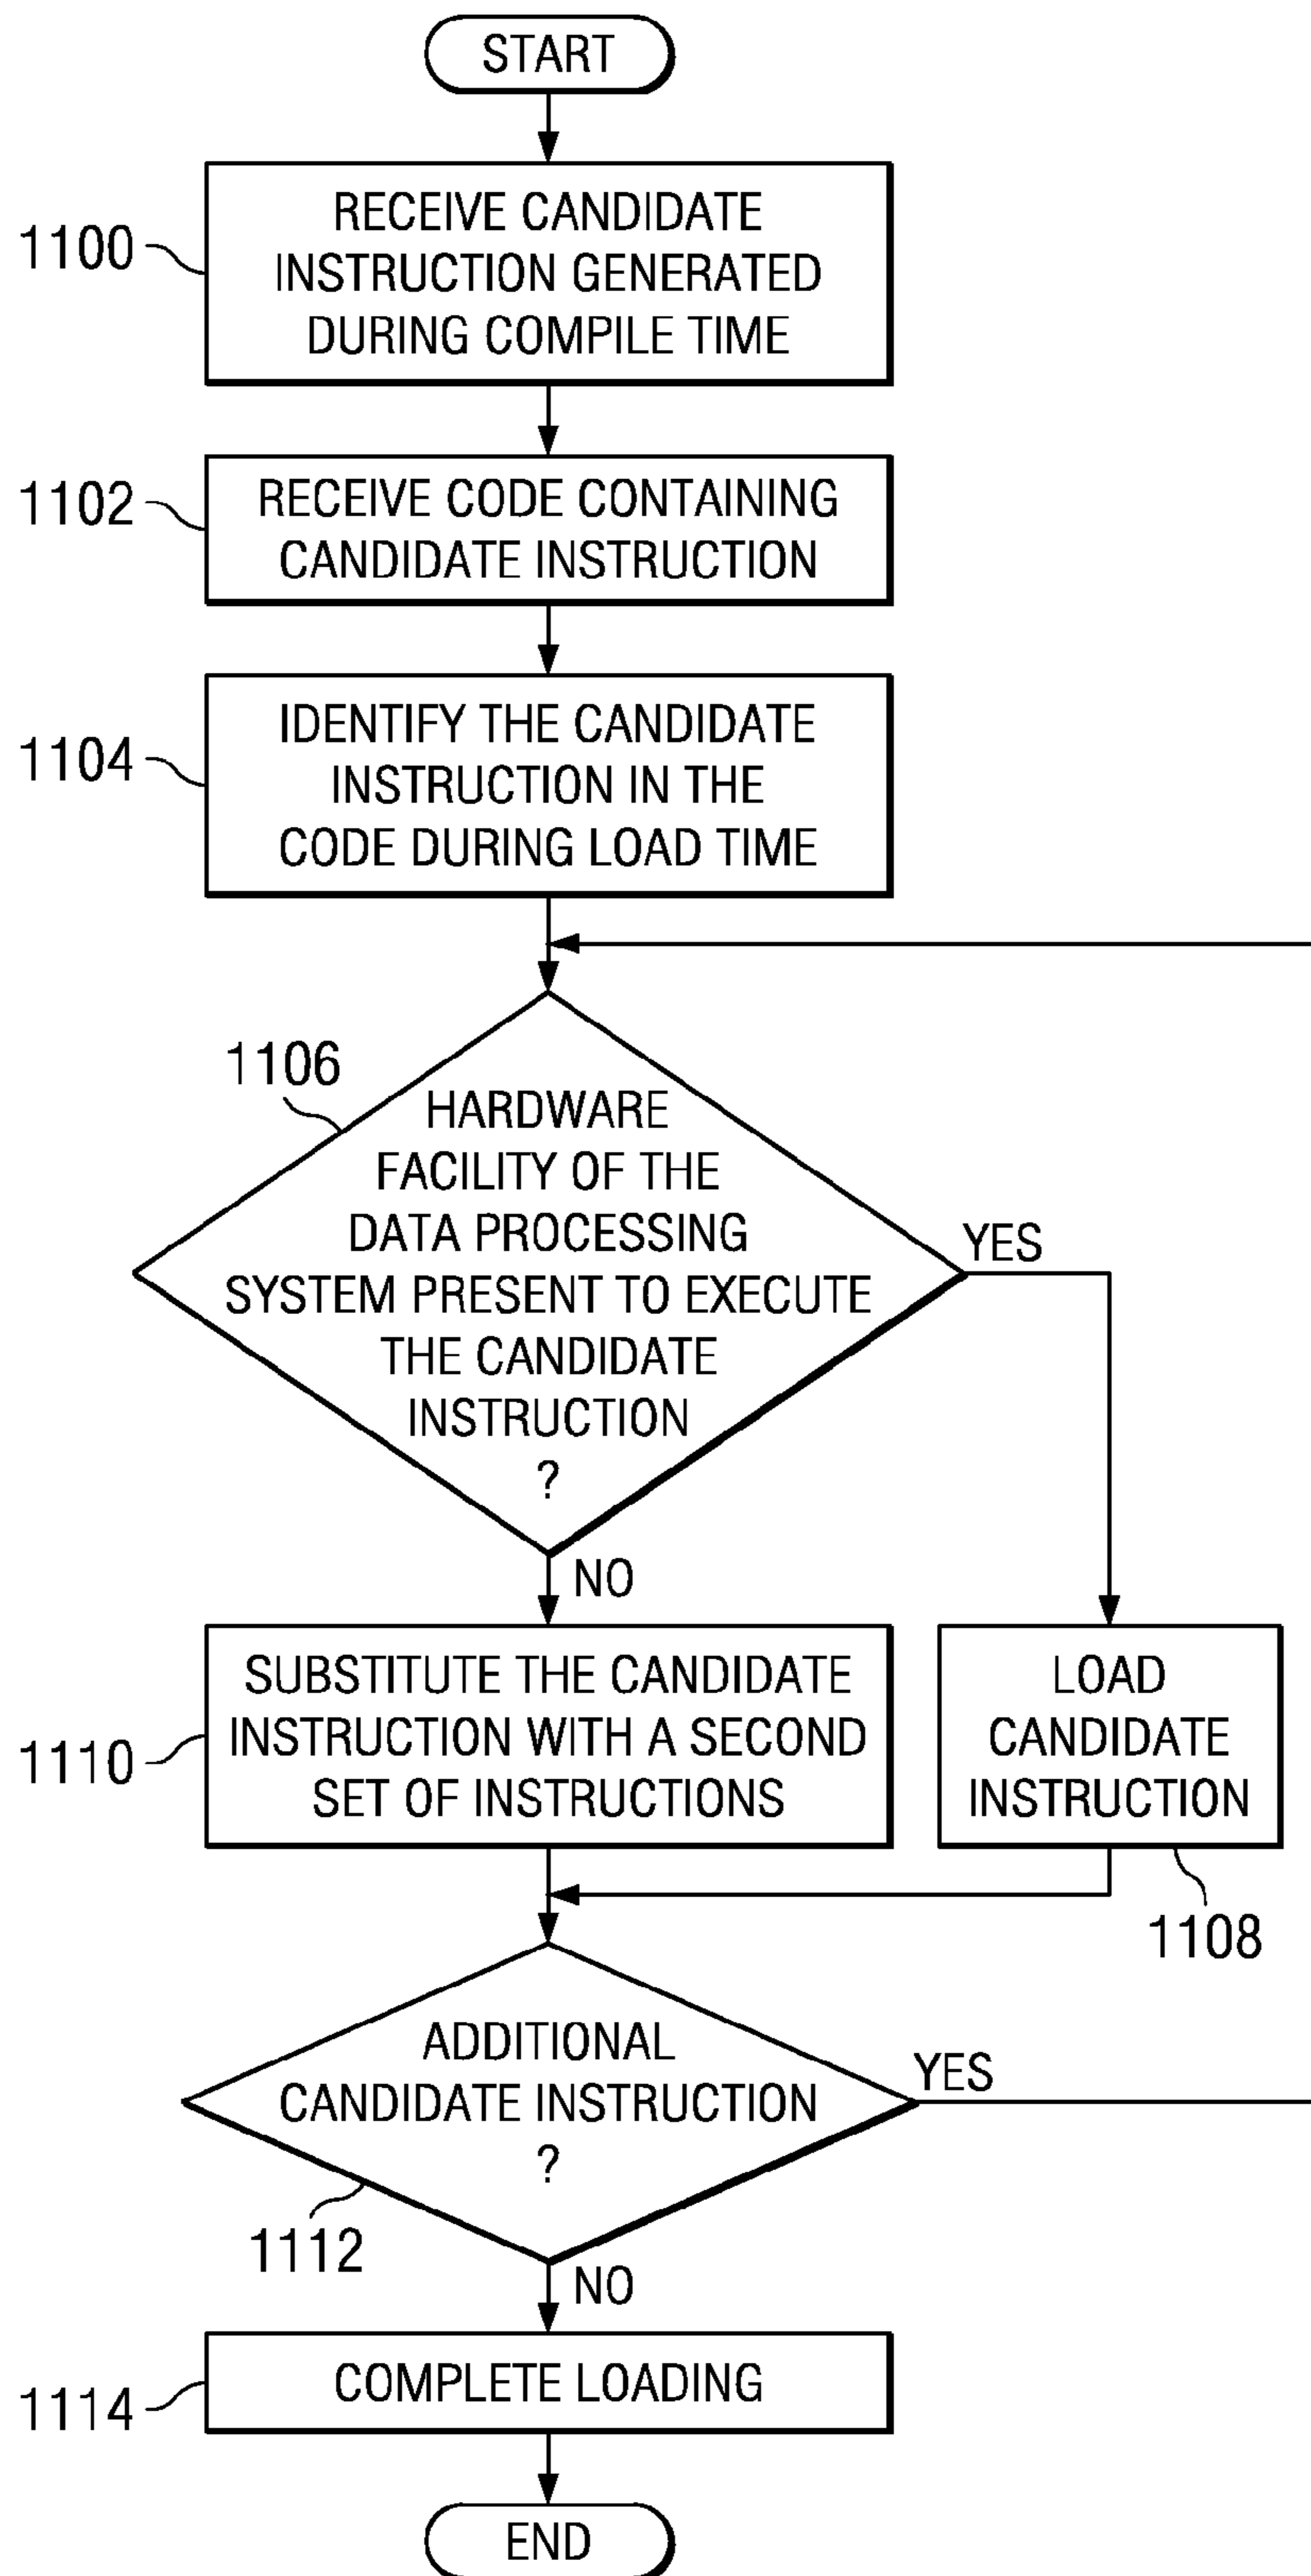 START
1100
RECEIVE CANDIDATE
INSTRUCTION GENERATED
DURING COMPILE TIME
1102
RECEIVE CODE CONTAINING
CANDIDATE INSTRUCTION
1104
IDENTIFY THE CANDIDATE
INSTRUCTION IN THE
CODE DURING LOAD TIME
1106
HARDWARE
FACILITY OF THE
DATA PROCESSING
SYSTEM PRESENT TO EXECUTE
THE CANDIDATE
INSTRUCTION
?
YES
NO
1110
SUBSTITUTE THE CANDIDATE
INSTRUCTION WITH A SECOND
SET OF INSTRUCTIONS
LOAD
CANDIDATE
INSTRUCTION
1108
ADDITIONAL
CANDIDATE INSTRUCTION
?
YES
1112
NO
1114
COMPLETE LOADING
END